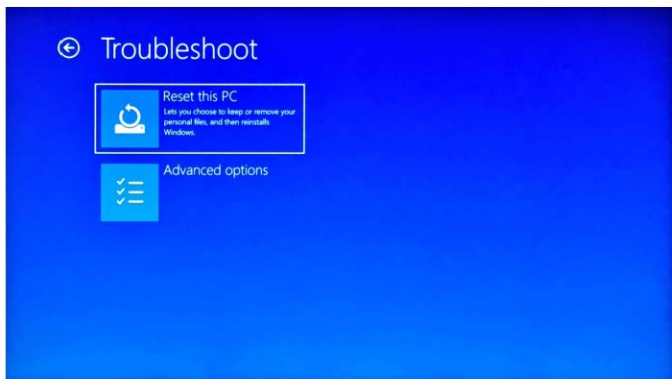 Troubleshoot
Reset this PC
Lets you choose to keep or remove your
personal files, and then reinstalls
Windows.
Advanced options